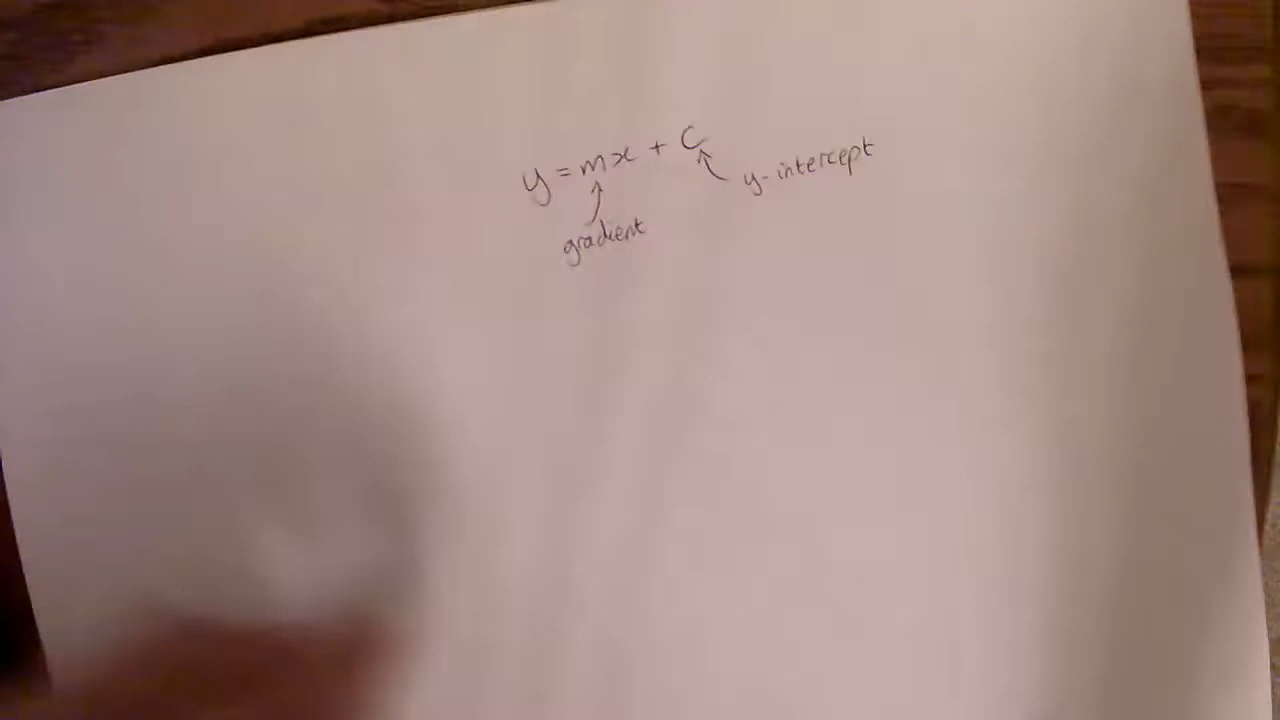 y = mx + c
y-intercept
gradient